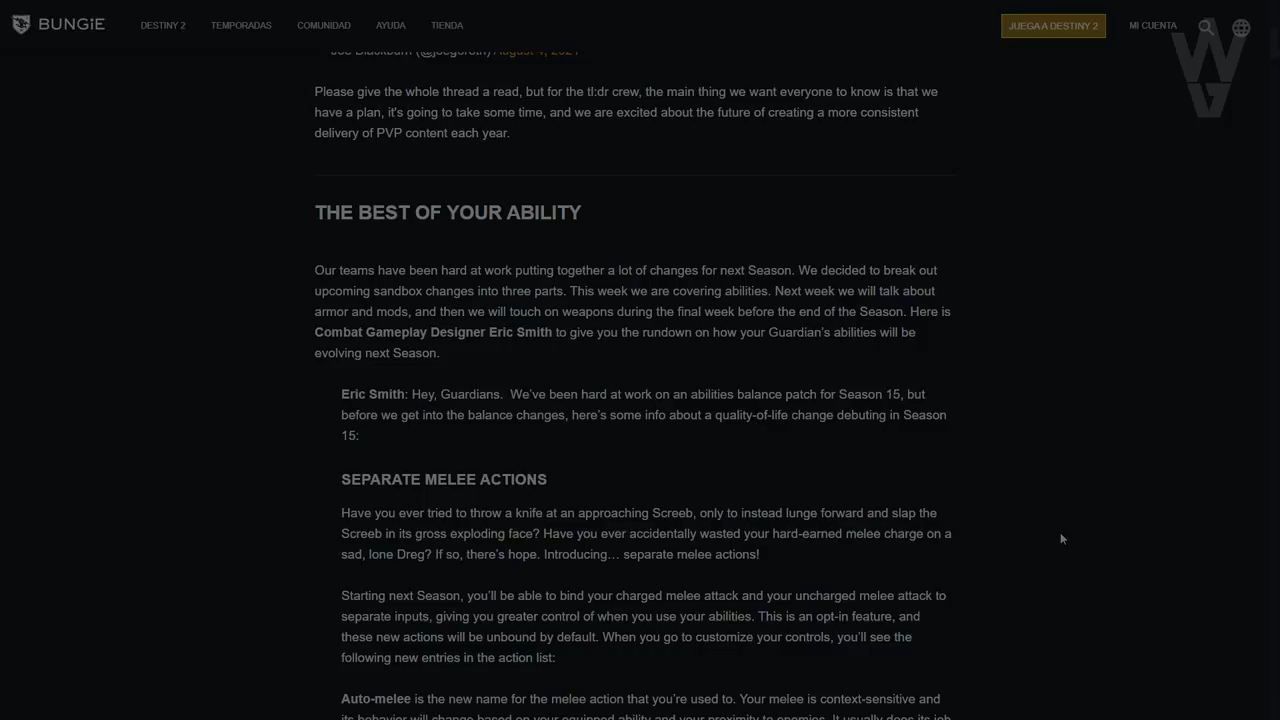 BUNGiE
DESTINY 2
TEMPORADAS
COMUNIDAD
AYUDA
TIENDA
JUEGA A DESTINY 2
MI CUENTA
Joe Blackburn (@joegoroth) August 4, 2021
Please give the whole thread a read, but for the tl:dr crew, the main thing we want everyone to know is that we
have a plan, it's going to take some time, and we are excited about the future of creating a more consistent
delivery of PVP content each year.
THE BEST OF YOUR ABILITY
Our teams have been hard at work putting together a lot of changes for next Season. We decided to break out
upcoming sandbox changes into three parts. This week we are covering abilities. Next week we will talk about
armor and mods, and then we will touch on weapons during the final week before the end of the Season. Here is
Combat Gameplay Designer Eric Smith to give you the rundown on how your Guardian's abilities will be
evolving next Season.
Eric Smith: Hey, Guardians.  We've been hard at work on an abilities balance patch for Season 15, but
before we get into the balance changes, here's some info about a quality-of-life change debuting in Season
15:
SEPARATE MELEE ACTIONS
Have you ever tried to throw a knife at an approaching Screeb, only to instead lunge forward and slap the
Screeb in its gross exploding face? Have you ever accidentally wasted your hard-earned melee charge on a
sad, lone Dreg? If so, there's hope. Introducing… separate melee actions!
Starting next Season, you'll be able to bind your charged melee attack and your uncharged melee attack to
separate inputs, giving you greater control of when you use your abilities. This is an opt-in feature, and
these new actions will be unbound by default. When you go to customize your controls, you'll see the
following new entries in the action list:
Auto-melee is the new name for the melee action that you're used to. Your melee is context-sensitive and
its behavior will change based on your equipped ability and your proximity to enemies. It usually does its job